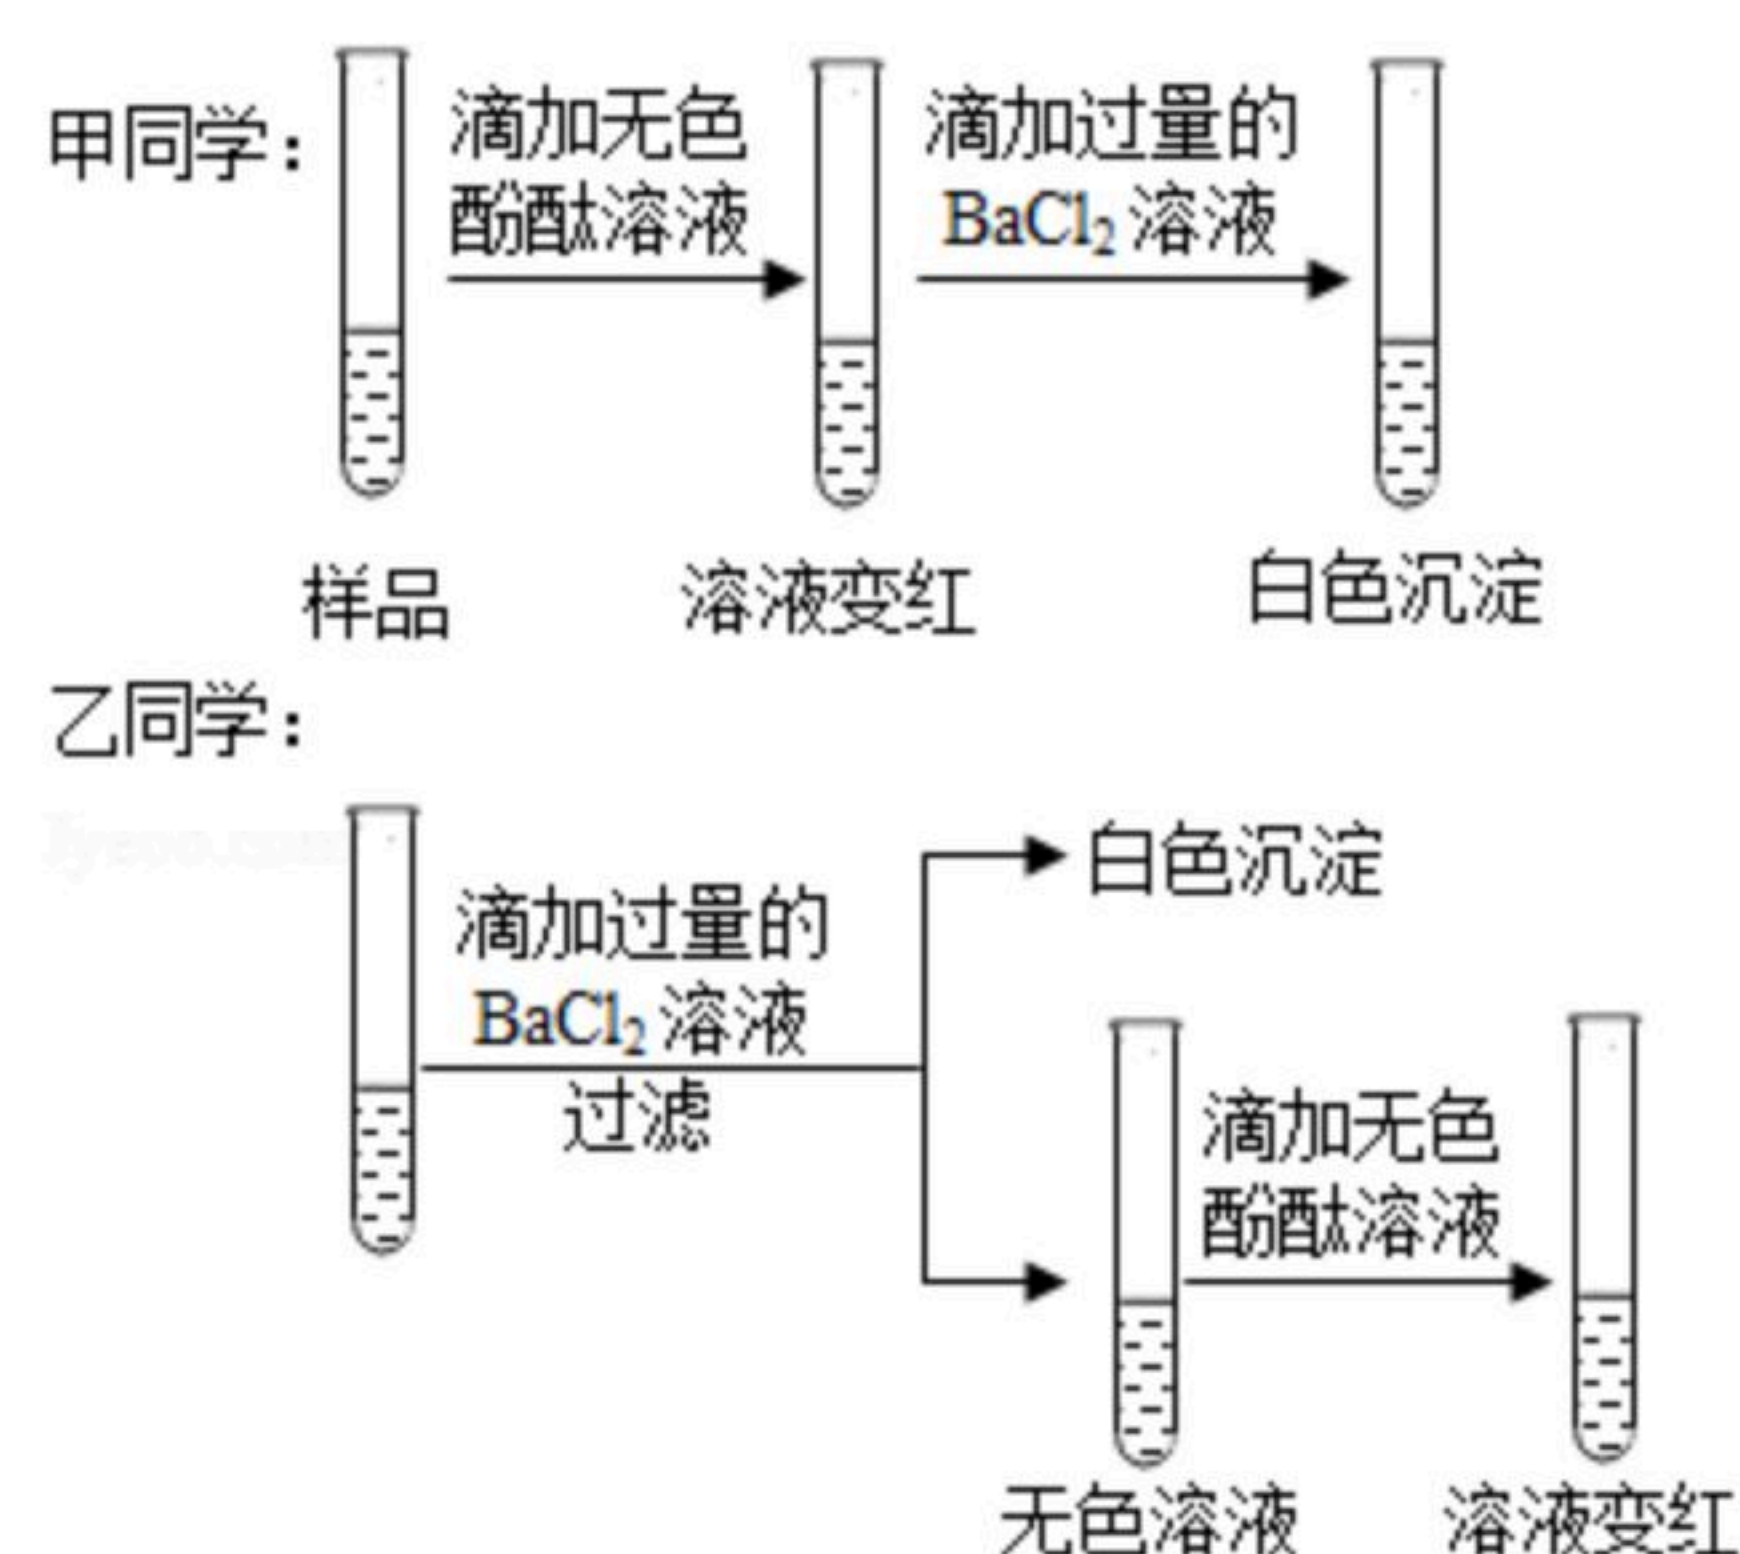 甲同学：
滴加无色
酚酞溶液
滴加过量的
BaCl₂溶液
样品
溶液变红
白色沉淀
乙同学：
滴加过量的
BaCl₂溶液
过滤
白色沉淀
滴加无色
酚酞溶液
无色溶液
溶液变红